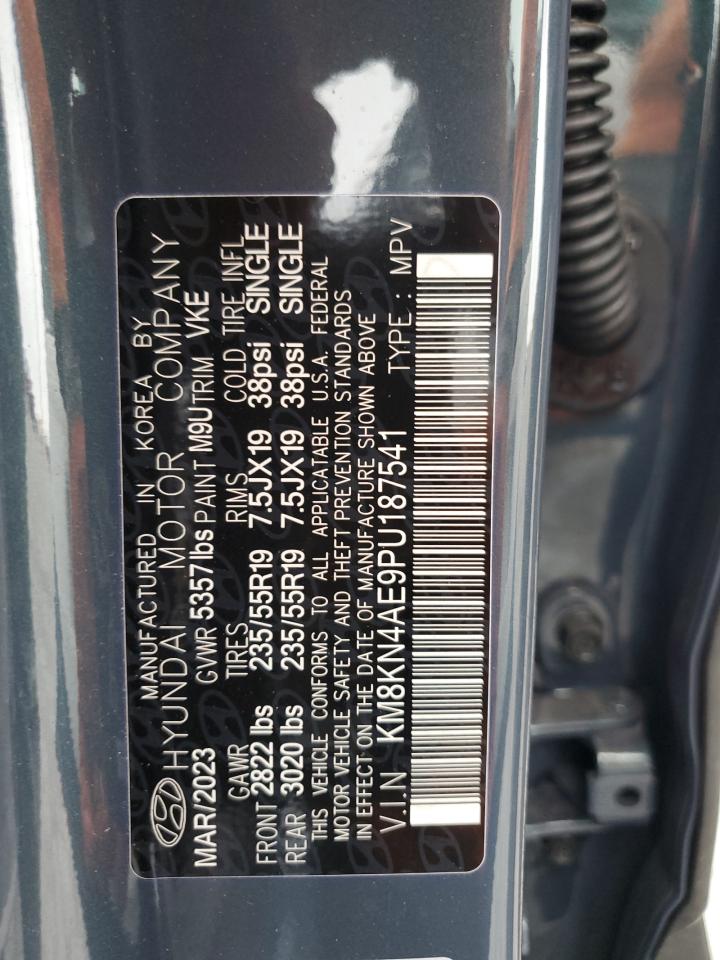 MANUFACTURED IN KOREA BY
HYUNDAI MOTOR COMPANY
MAR/2023 GVWR 5357 lbs PAINT M9U TRIM VKE
GAWR TIRES RIMS COLD TIRE INFL
FRONT 2822 lbs 235/55R19 7.5JX19 38psi SINGLE
REAR 3020 lbs 235/55R19 7.5JX19 38psi SINGLE
THIS VEHICLE CONFORMS TO ALL APPLICATABLE U.S.A. FEDERAL
MOTOR VEHICLE SAFETY AND THEFT PREVENTION STANDARDS
IN EFFECT ON THE DATE OF MANUFACTURE SHOWN ABOVE
V.I.N KM8KN4AE9PU187541 TYPE : MPV